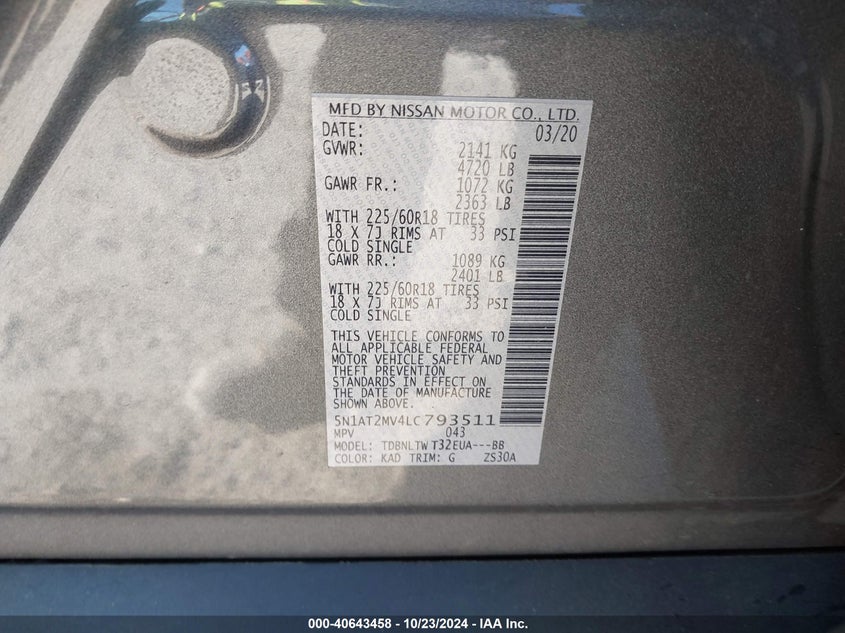 MFD BY NISSAN MOTOR CO., LTD.
DATE: 03/20
GVWR: 2141 KG
4720 LB
GAWR FR.: 1072 KG
2363 LB
WITH 225/60R18 TIRES
18 X 7J RIMS AT 33 PSI
COLD SINGLE
GAWR RR.: 1089 KG
2401 LB
WITH 225/60R18 TIRES
18 X 7J RIMS AT 33 PSI
COLD SINGLE
THIS VEHICLE CONFORMS TO
ALL APPLICABLE FEDERAL
MOTOR VEHICLE SAFETY AND
THEFT PREVENTION
STANDARDS IN EFFECT ON
THE DATE OF MANUFACTURE
SHOWN ABOVE.
5N1AT2MV4LC793511
MPV 043
MODEL: TDBNLTW T32EUA---BB
COLOR: KAD TRIM: G ZS30A
000-40643458 - 10/23/2024 - IAA Inc.